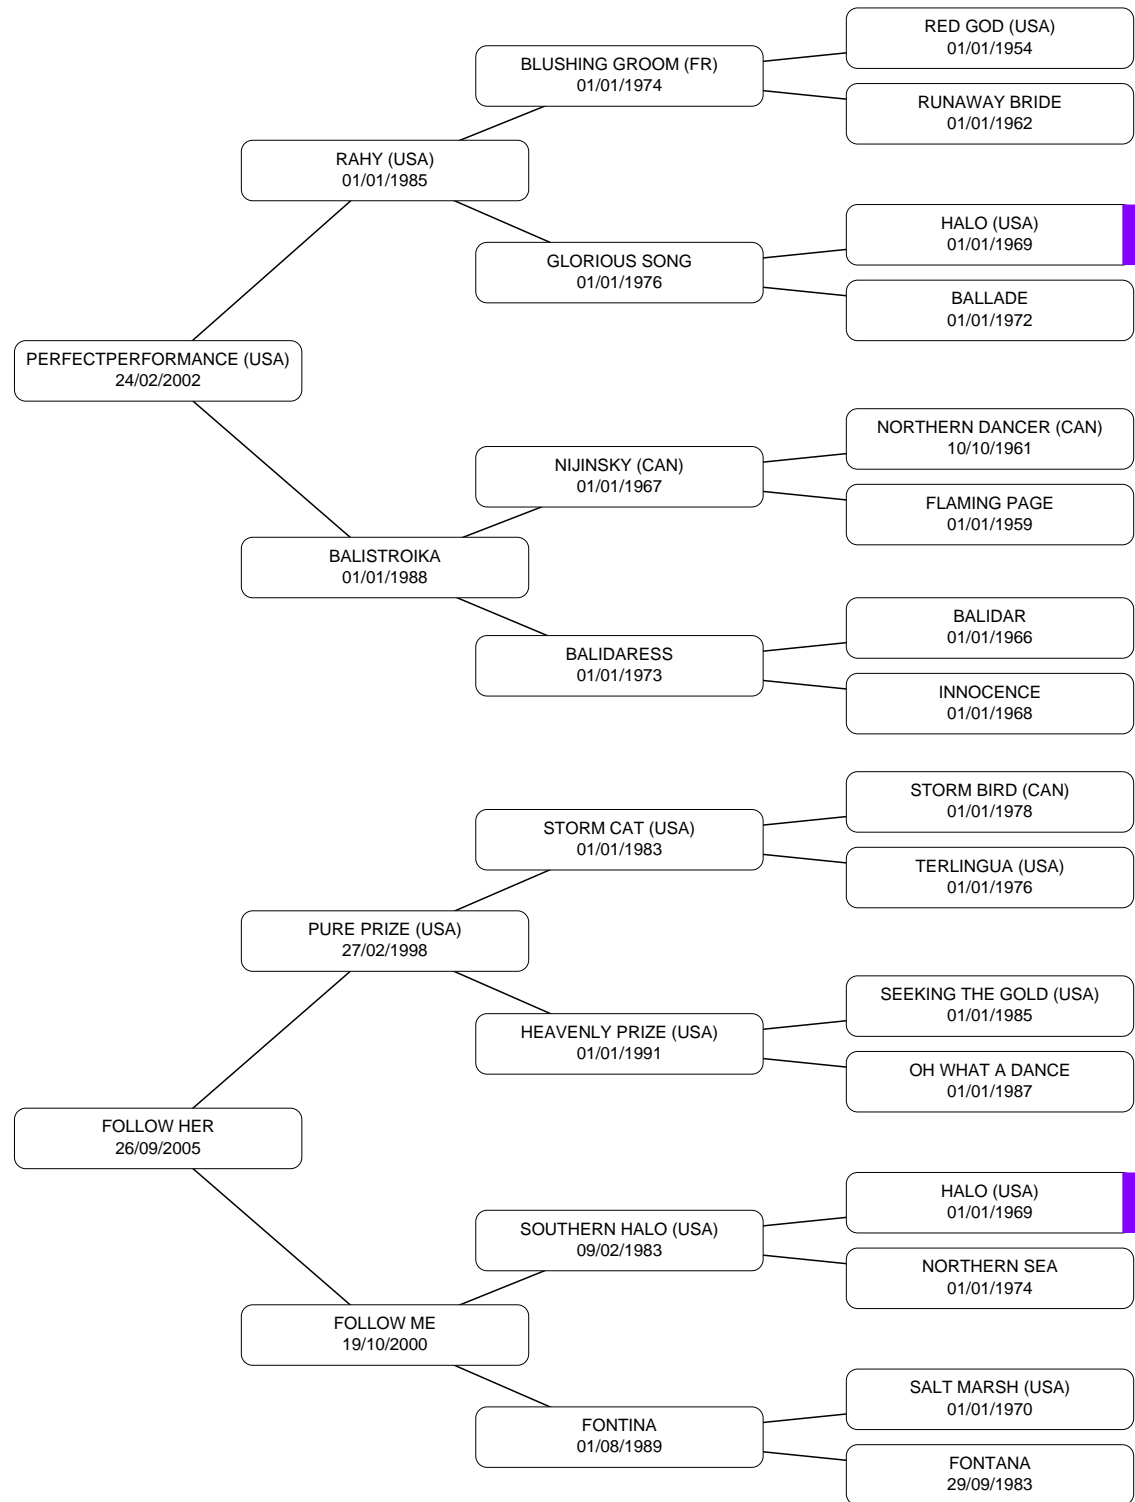 RED GOD (USA)
01/01/1954
BLUSHING GROOM (FR)
01/01/1974
RUNAWAY BRIDE
01/01/1962
RAHY (USA)
01/01/1985
HALO (USA)
01/01/1969
GLORIOUS SONG
01/01/1976
BALLADE
01/01/1972
PERFECTPERFORMANCE (USA)
24/02/2002
NORTHERN DANCER (CAN)
10/10/1961
NIJINSKY (CAN)
01/01/1967
FLAMING PAGE
01/01/1959
BALISTROIKA
01/01/1988
BALIDAR
01/01/1966
BALIDARESS
01/01/1973
INNOCENCE
01/01/1968
STORM BIRD (CAN)
01/01/1978
STORM CAT (USA)
01/01/1983
TERLINGUA (USA)
01/01/1976
PURE PRIZE (USA)
27/02/1998
SEEKING THE GOLD (USA)
01/01/1985
HEAVENLY PRIZE (USA)
01/01/1991
OH WHAT A DANCE
01/01/1987
FOLLOW HER
26/09/2005
HALO (USA)
01/01/1969
SOUTHERN HALO (USA)
09/02/1983
NORTHERN SEA
01/01/1974
FOLLOW ME
19/10/2000
SALT MARSH (USA)
01/01/1970
FONTINA
01/08/1989
FONTANA
29/09/1983